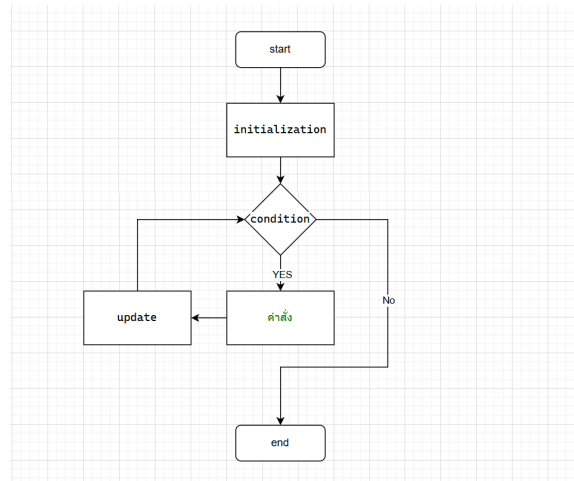 start
initialization
condition
YES
update
คำสั่ง
No
end